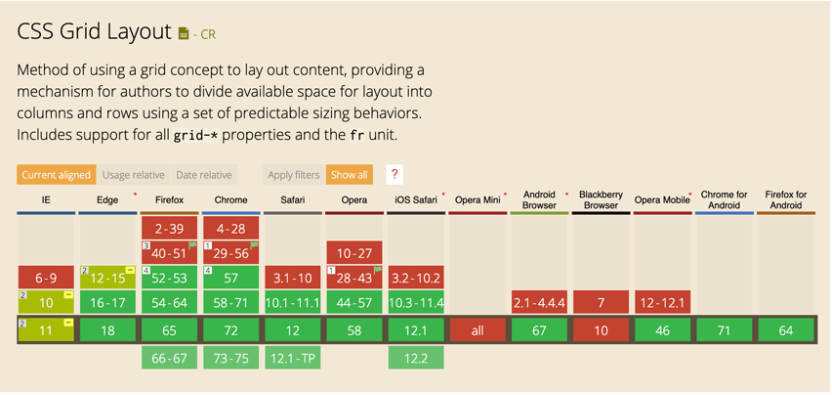 CSS Grid Layout - CR
Method of using a grid concept to lay out content, providing a
mechanism for authors to divide available space for layout into
columns and rows using a set of predictable sizing behaviors.
Includes support for all grid-* properties and the fr unit.
Current aligned Usage relative Date relative Apply filters Show all ?
IE Edge * Firefox Chrome Safari Opera iOS Safari * Opera Mini * Android Browser * Blackberry Browser Opera Mobile * Chrome for Android Firefox for Android
2-39 4-28
3 40-51 1 29-56 10-27
6-9 2 12-15 4 52-53 4 57 3.1-10 1 28-43 3.2-10.2
2 10 16-17 54-64 58-71 10.1-11.1 44-57 10.3-11.4 2.1-4.4.4 7 12-12.1
2 11 18 65 72 12 58 12.1 all 67 10 46 71 64
66-67 73-75 12.1-TP 12.2